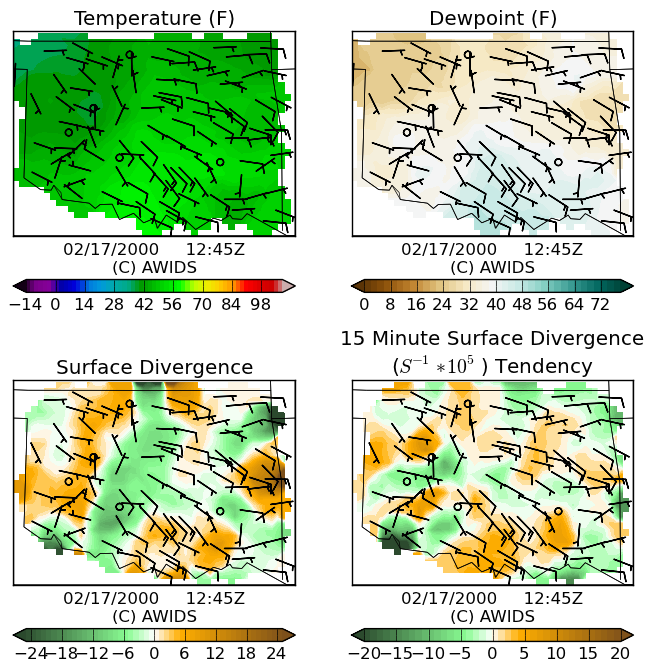 Temperature (F)
Dewpoint (F)
02/17/2000 12:45Z
(C) AWIDS
02/17/2000 12:45Z
(C) AWIDS
−14 0 14 28 42 56 70 84 98
0 8 16 24 32 40 48 56 64 72
Surface Divergence
15 Minute Surface Divergence
(S⁻¹ ∗10⁵ ) Tendency
02/17/2000 12:45Z
(C) AWIDS
02/17/2000 12:45Z
(C) AWIDS
−24 −18 −12 −6 0 6 12 18 24
−20 −15 −10 −5 0 5 10 15 20